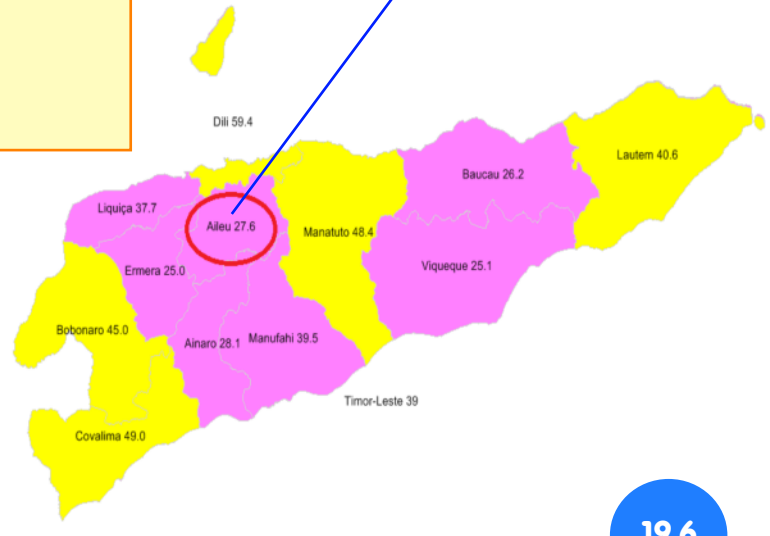 Dili 59.4
Lautem 40.6
Baucau 26.2
Liquiça 37.7
Aileu 27.6
Manatuto 48.4
Ermera 25.0
Viqueque 25.1
Bobonaro 45.0
Ainaro 28.1
Manufahi 39.5
Timor-Leste 39
Covalima 49.0
19.6